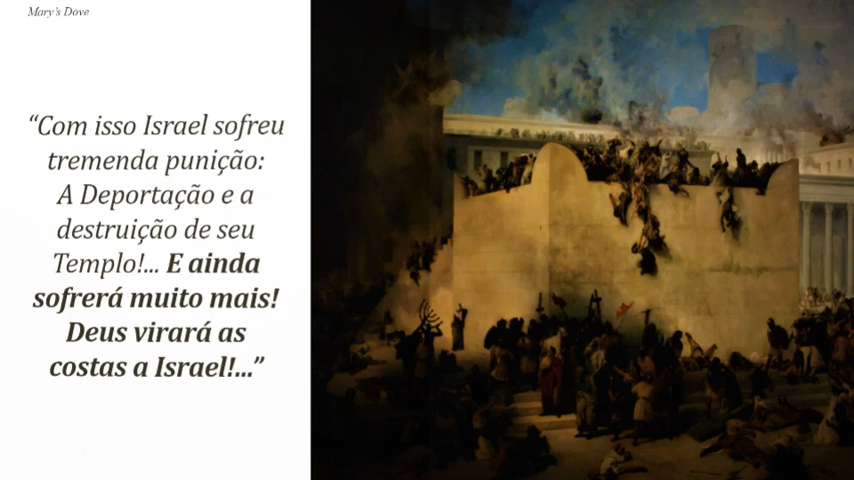 Mary's Dove
“Com isso Israel sofreu
tremenda punição:
A Deportação e a
destruição de seu
Templo!... E ainda
sofrerá muito mais!
Deus virará as
costas a Israel!...”